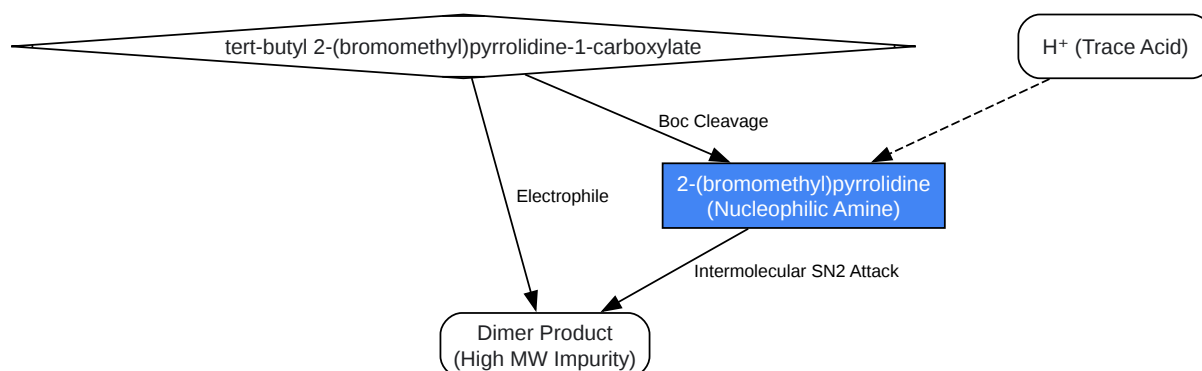 tert-butyl 2-(bromomethyl)pyrrolidine-1-carboxylate
H⁺ (Trace Acid)
Boc Cleavage
2-(bromomethyl)pyrrolidine
(Nucleophilic Amine)
Electrophile
Intermolecular SN2 Attack
Dimer Product
(High MW Impurity)